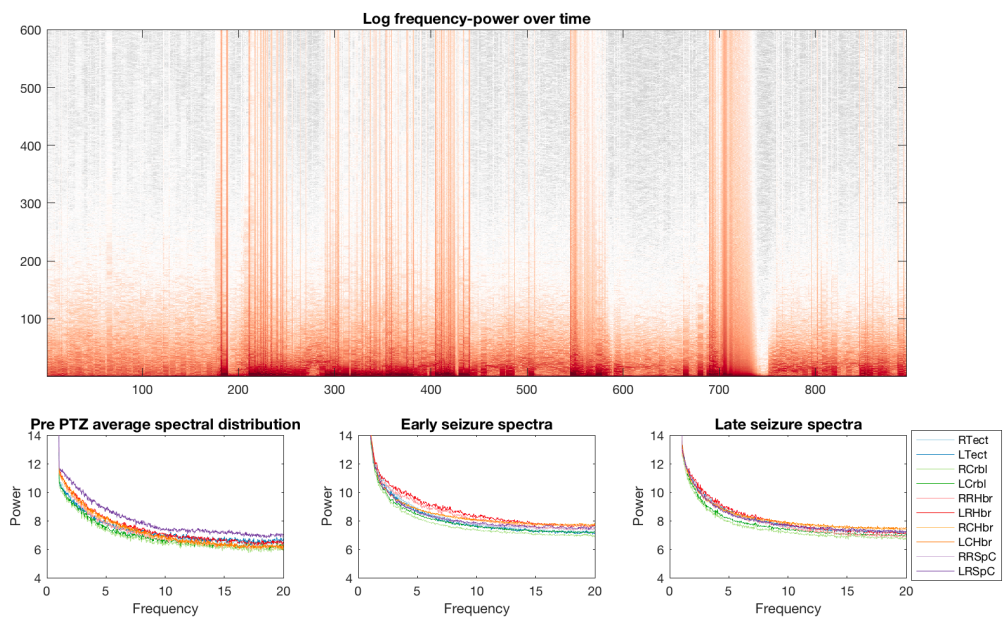 Log frequency-power over time
600
500
400
300
200
100
100 200 300 400 500 600 700 800
Pre PTZ average spectral distribution
14
12
10
8
6
4
Power
0 5 10 15 20
Frequency
Early seizure spectra
14
12
10
8
6
4
Power
0 5 10 15 20
Frequency
Late seizure spectra
14
12
10
8
6
4
Power
0 5 10 15 20
Frequency
RTect
LTect
RCrbl
LCrbl
RRHbr
LRHbr
RCHbr
LCHbr
RRSpC
LRSpC